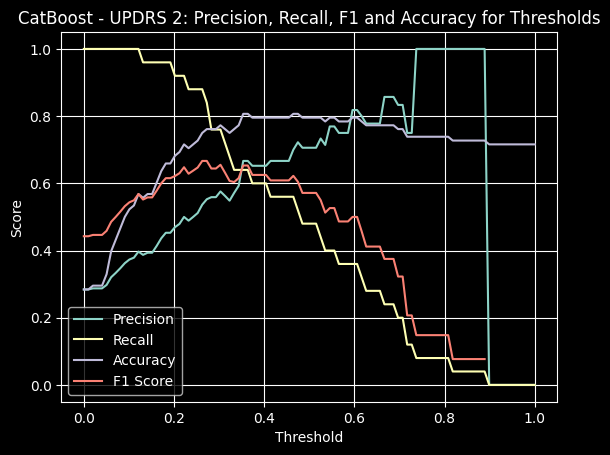 CatBoost - UPDRS 2: Precision, Recall, F1 and Accuracy for Thresholds
1.0
0.8
0.6
0.4
0.2
0.0
Score
Precision
Recall
Accuracy
F1 Score
0.0 0.2 0.4 0.6 0.8 1.0
Threshold